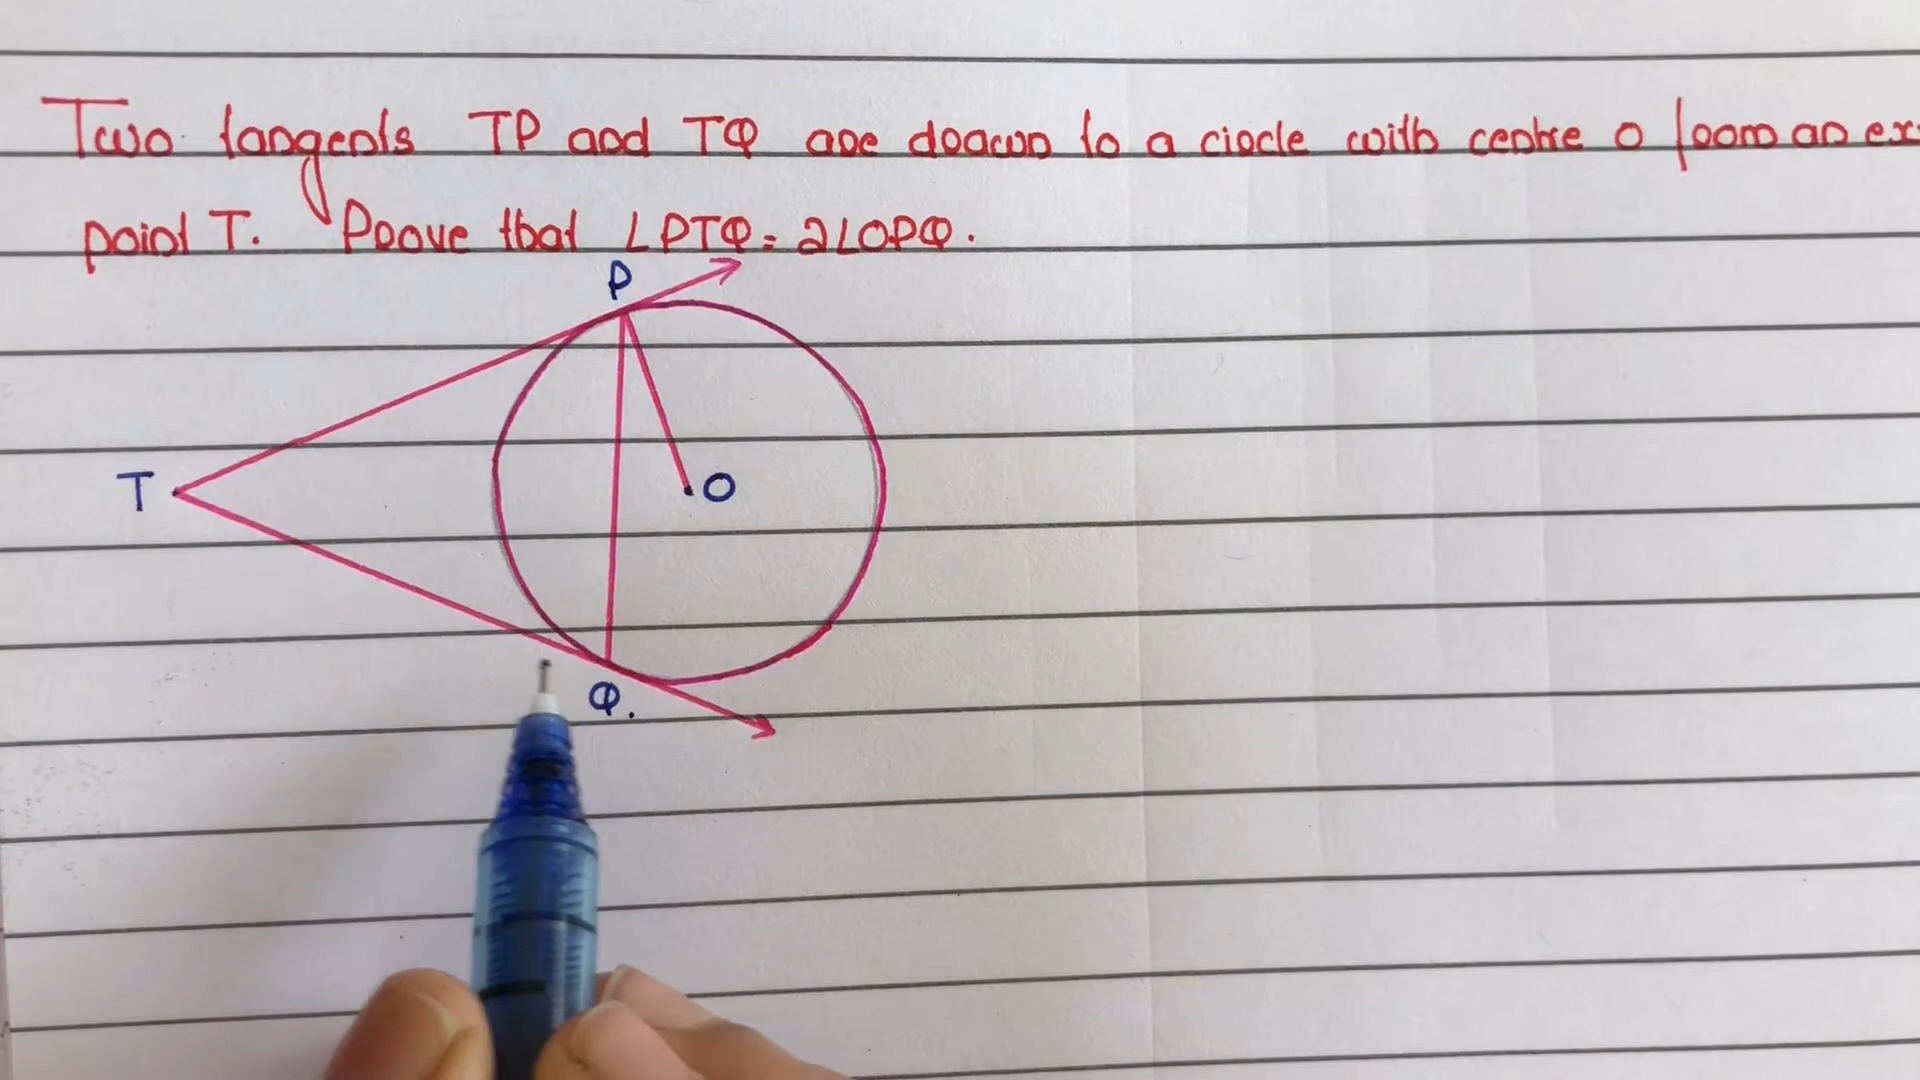 Two tangents TP and TQ are drawn to a circle with centre O from an ex
point T. Prove that ∠PTQ = 2∠OPQ.
P
T
O
Q.